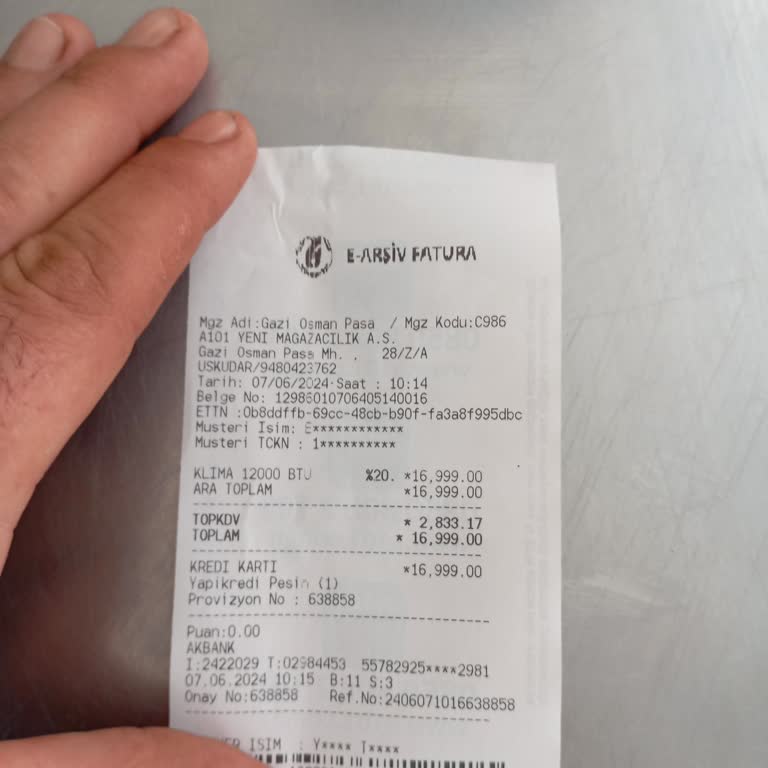 E-ARŞİV FATURA
Mgz Adi:Gazi Osman Pasa / Mgz Kodu:C986
A101 YENI MAGAZACILIK A.S.
Gazi Osman Pasa Mh. , 28/Z/A
USKUDAR/9480423762
Tarih: 07/06/2024 Saat : 10:14
Belge No: 12986010706405140016
ETTN :0b8ddffb-69cc-48cb-b90f-fa3a8f995dbc
Musteri Isim: E************
Musteri TCKN : 1**********
KLIMA 12000 BTU %20. *16,999.00
ARA TOPLAM *16,999.00
TOPKDV * 2,833.17
TOPLAM * 16,999.00
KREDI KARTI *16,999.00
Yapikredi Pesin (1)
Provizyon No : 638858
Puan:0.00
AKBANK
I:2422029 T:02984453 55782925****2981
07.06.2024 10:15 B:11 S:3
Onay No:638858 Ref.No:2406071016638858
ISIM : Y**** T****